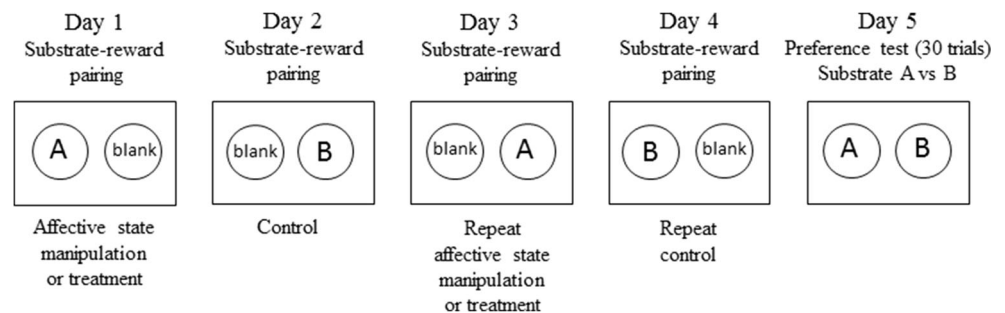 Day 1
Substrate-reward
pairing
A
blank
Affective state
manipulation
or treatment
Day 2
Substrate-reward
pairing
blank
B
Control
Day 3
Substrate-reward
pairing
blank
A
Repeat
affective state
manipulation
or treatment
Day 4
Substrate-reward
pairing
B
blank
Repeat
control
Day 5
Preference test (30 trials)
Substrate A vs B
A
B